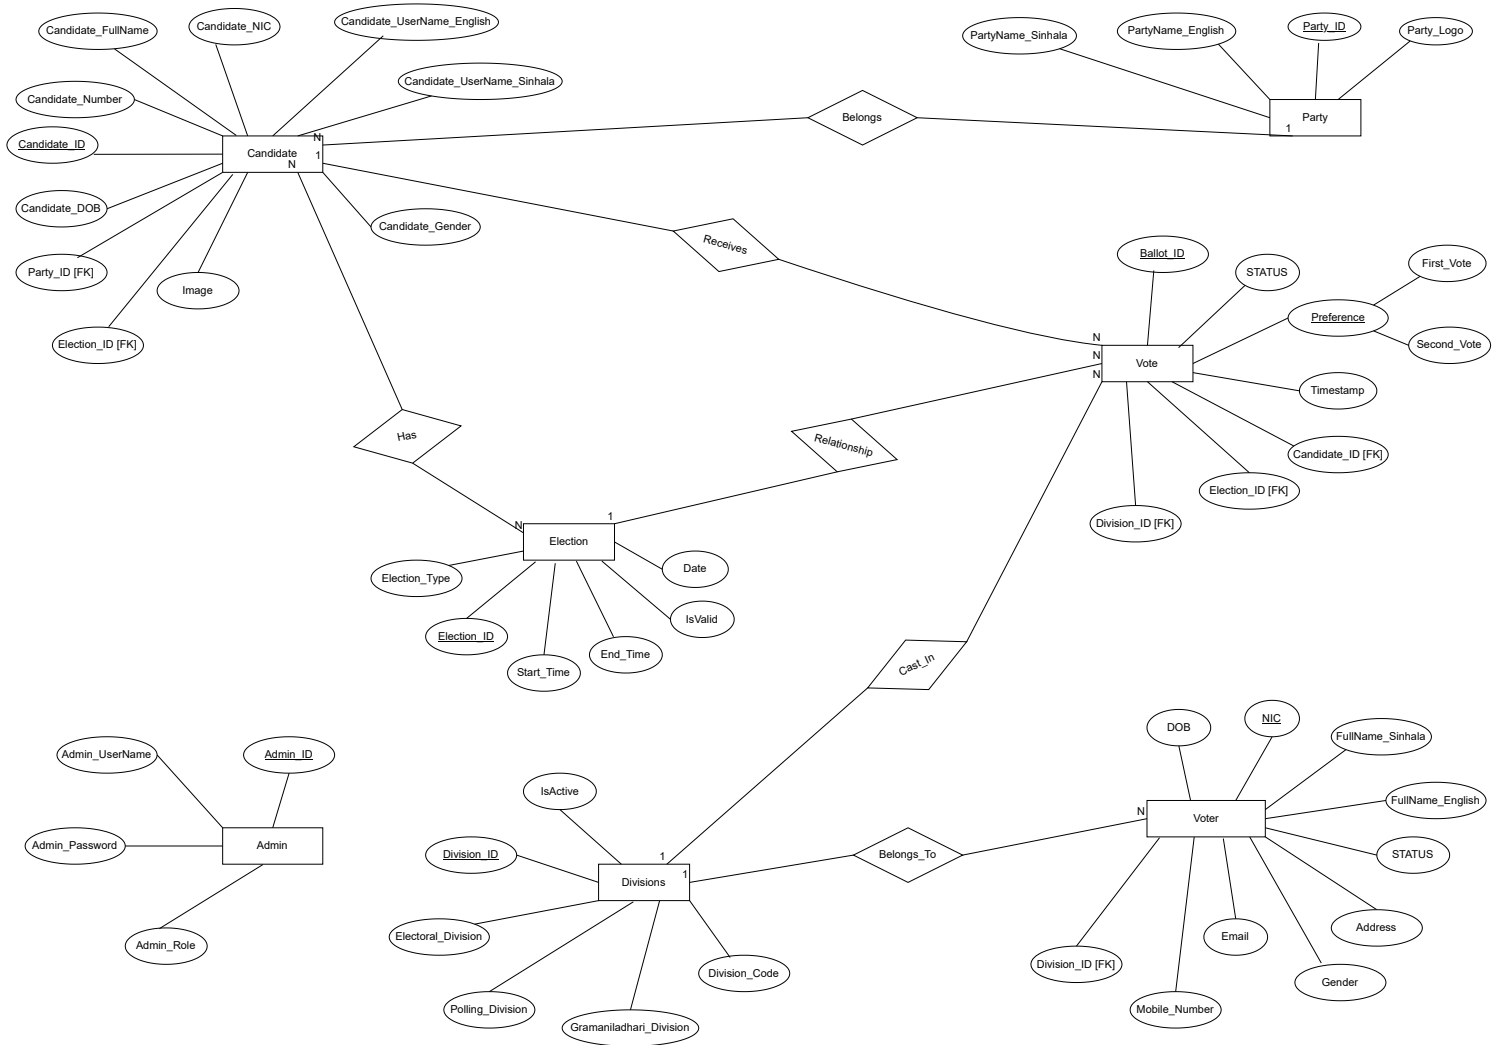 Candidate_FullName
Candidate_NIC
Candidate_UserName_English
Candidate_UserName_Sinhala
Candidate_Number
Candidate_ID
Candidate
N
1
N
Candidate_DOB
Party_ID [FK]
Election_ID [FK]
Image
Candidate_Gender
Belongs
PartyName_Sinhala
PartyName_English
Party_ID
Party_Logo
Party
1
Receives
Ballot_ID
STATUS
First_Vote
Preference
Second_Vote
N
N
N
Vote
Timestamp
Candidate_ID [FK]
Election_ID [FK]
Division_ID [FK]
Has
Relationship
N
1
Election
Election_Type
Date
IsValid
Election_ID
End_Time
Start_Time
Cast_In
Admin_UserName
Admin_ID
Admin_Password
Admin
Admin_Role
IsActive
Division_ID
1
1
Divisions
Electoral_Division
Polling_Division
Gramaniladhari_Division
Division_Code
Belongs_To
N
DOB
NIC
FullName_Sinhala
FullName_English
Voter
STATUS
Address
Email
Gender
Division_ID [FK]
Mobile_Number